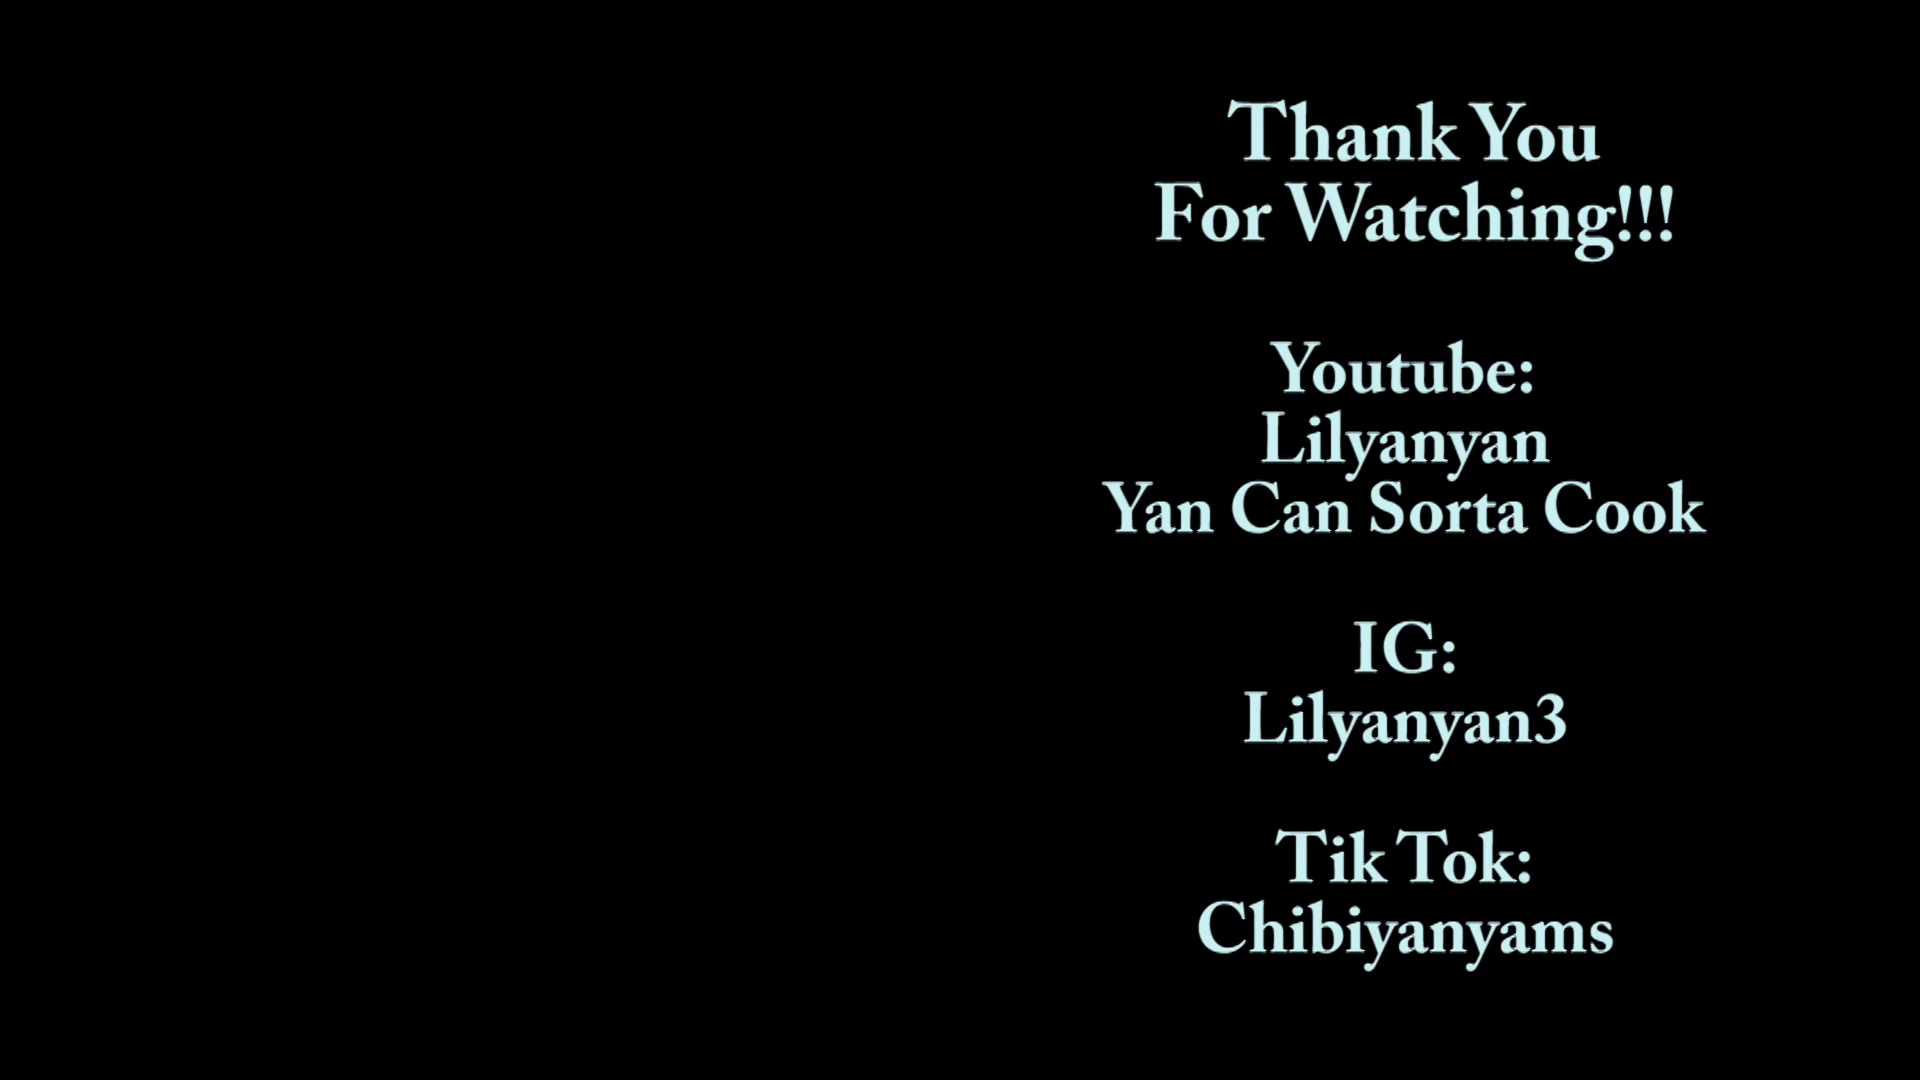 Thank You
For Watching!!!
Youtube:
Lilyanyan
Yan Can Sorta Cook
IG:
Lilyanyan3
Tik Tok:
Chibiyanyams